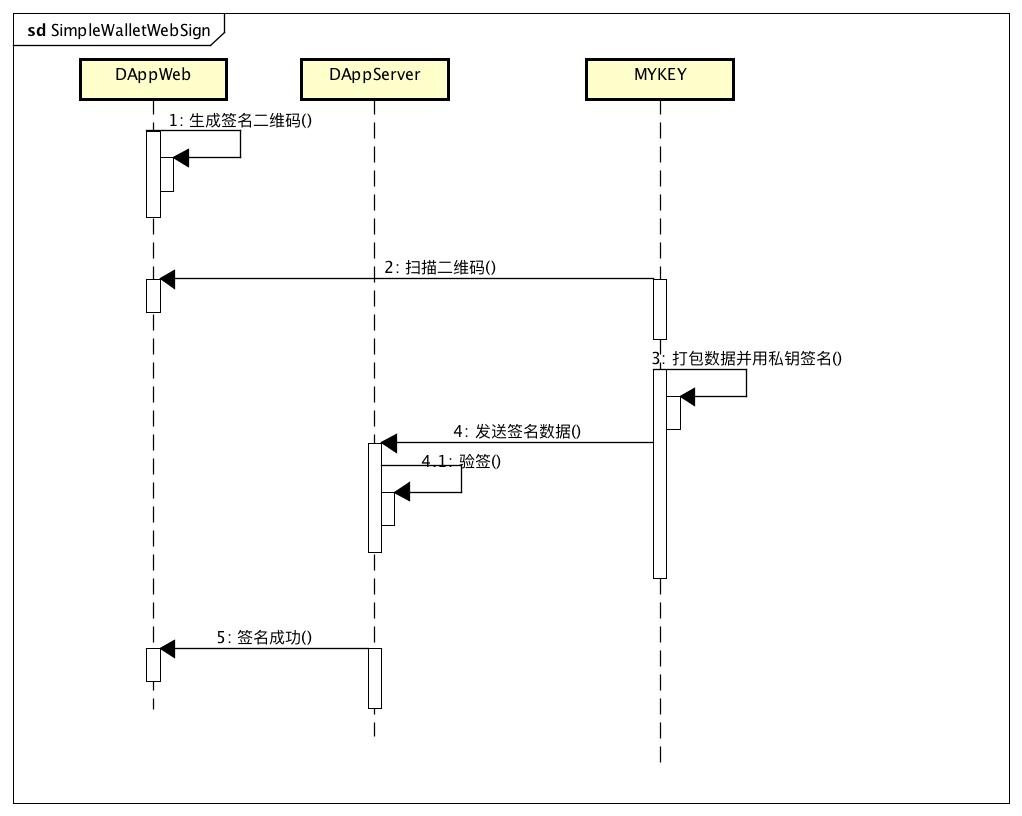 sd SimpleWalletWebSign
DAppWeb
DAppServer
MYKEY
1: 生成签名二维码()
2: 扫描二维码()
3: 打包数据并用私钥签名()
4: 发送签名数据()
4.1: 验签()
5: 签名成功()